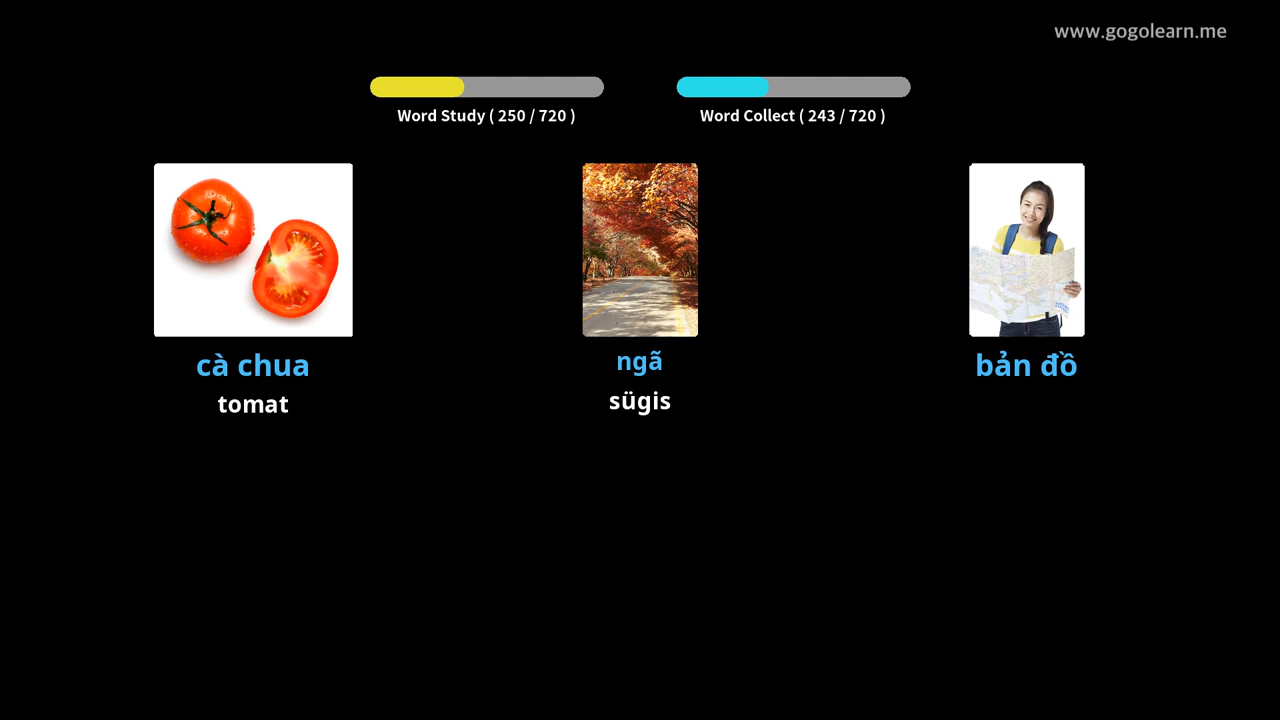 www.gogolearn.me
Word Study ( 250 / 720 )
Word Collect ( 243 / 720 )
cà chua
tomat
ngã
sügis
bản đồ